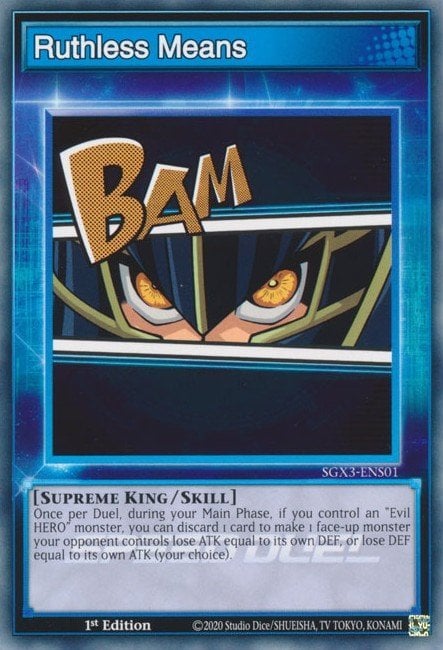 Ruthless Means
BAM
SGX3-ENS01
[SUPREME KING/SKILL]
Once per Duel, during your Main Phase, if you control an "Evil
HERO" monster, you can discard 1 card to make 1 face-up monster
your opponent controls lose ATK equal to its own DEF, or lose DEF
equal to its own ATK (your choice).
1st Edition
©2020 Studio Dice/SHUEISHA, TV TOKYO, KONAMI